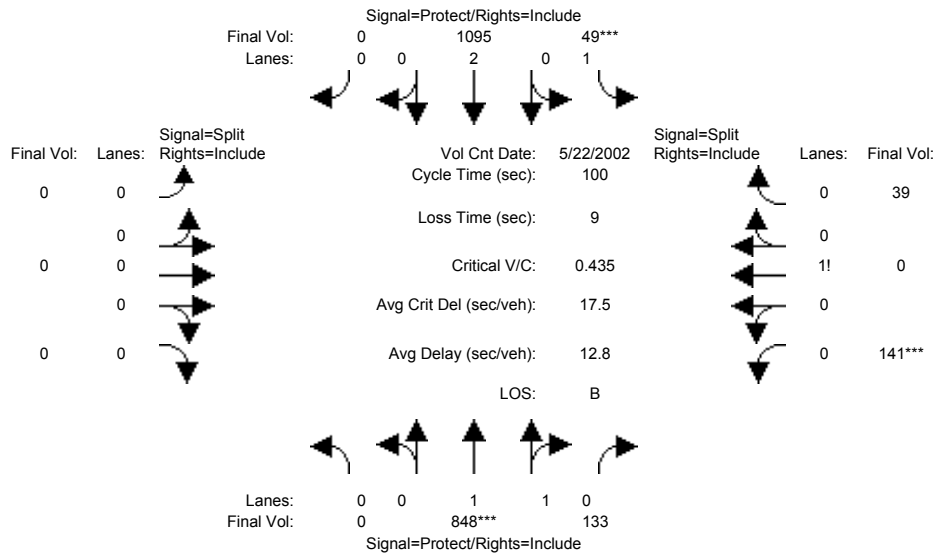 Signal=Protect/Rights=Include
Final Vol: 0 1095 49***
Lanes: 0 0 2 0 1
Signal=Split
Final Vol: Lanes: Rights=Include
Vol Cnt Date: 5/22/2002
Signal=Split
Rights=Include Lanes: Final Vol:
Cycle Time (sec): 100
0 0
0 39
Loss Time (sec): 9
0
0
0 0
Critical V/C: 0.435
1! 0
0
Avg Crit Del (sec/veh): 17.5
0
0 0
Avg Delay (sec/veh): 12.8
0 141***
LOS: B
Lanes: 0 0 1 1 0
Final Vol: 0 848*** 133
Signal=Protect/Rights=Include